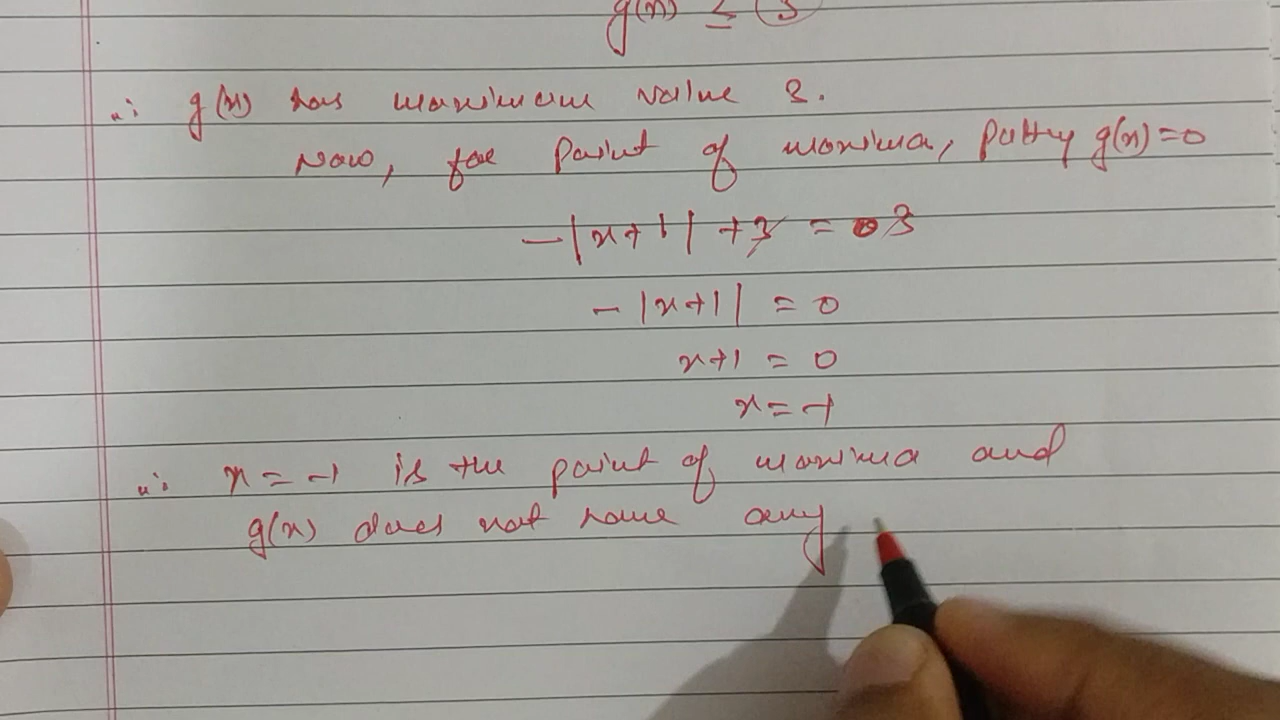 g(x) ≤ 3
∴ g(x) has maximum value 3.
Now, for point of maxima, putting g(x)=0
-|x+1| + 3 = 3
-|x+1| = 0
x+1 = 0
x = -1
∴ x = -1 is the point of maxima and
g(x) does not have any